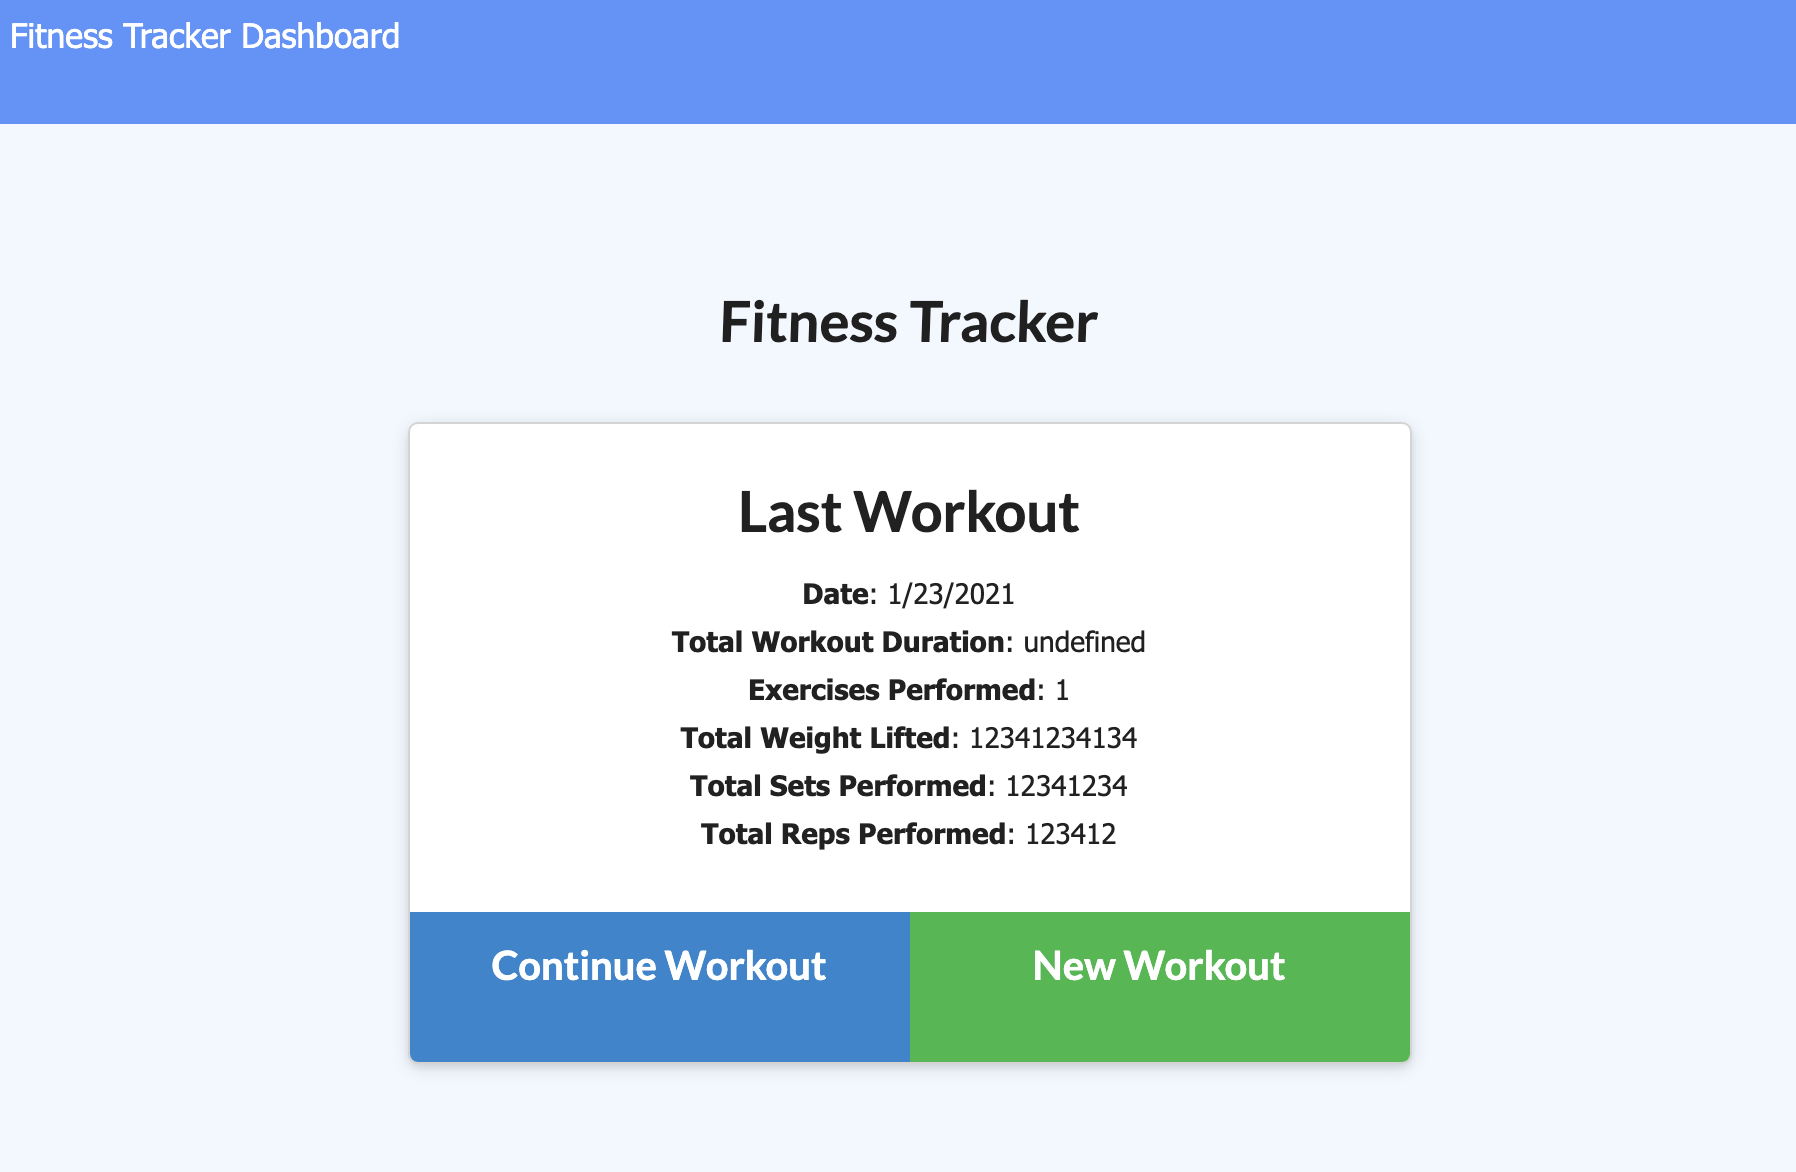 Fitness Tracker Dashboard
Fitness Tracker
Last Workout
Date: 1/23/2021
Total Workout Duration: undefined
Exercises Performed: 1
Total Weight Lifted: 12341234134
Total Sets Performed: 12341234
Total Reps Performed: 123412
Continue Workout
New Workout